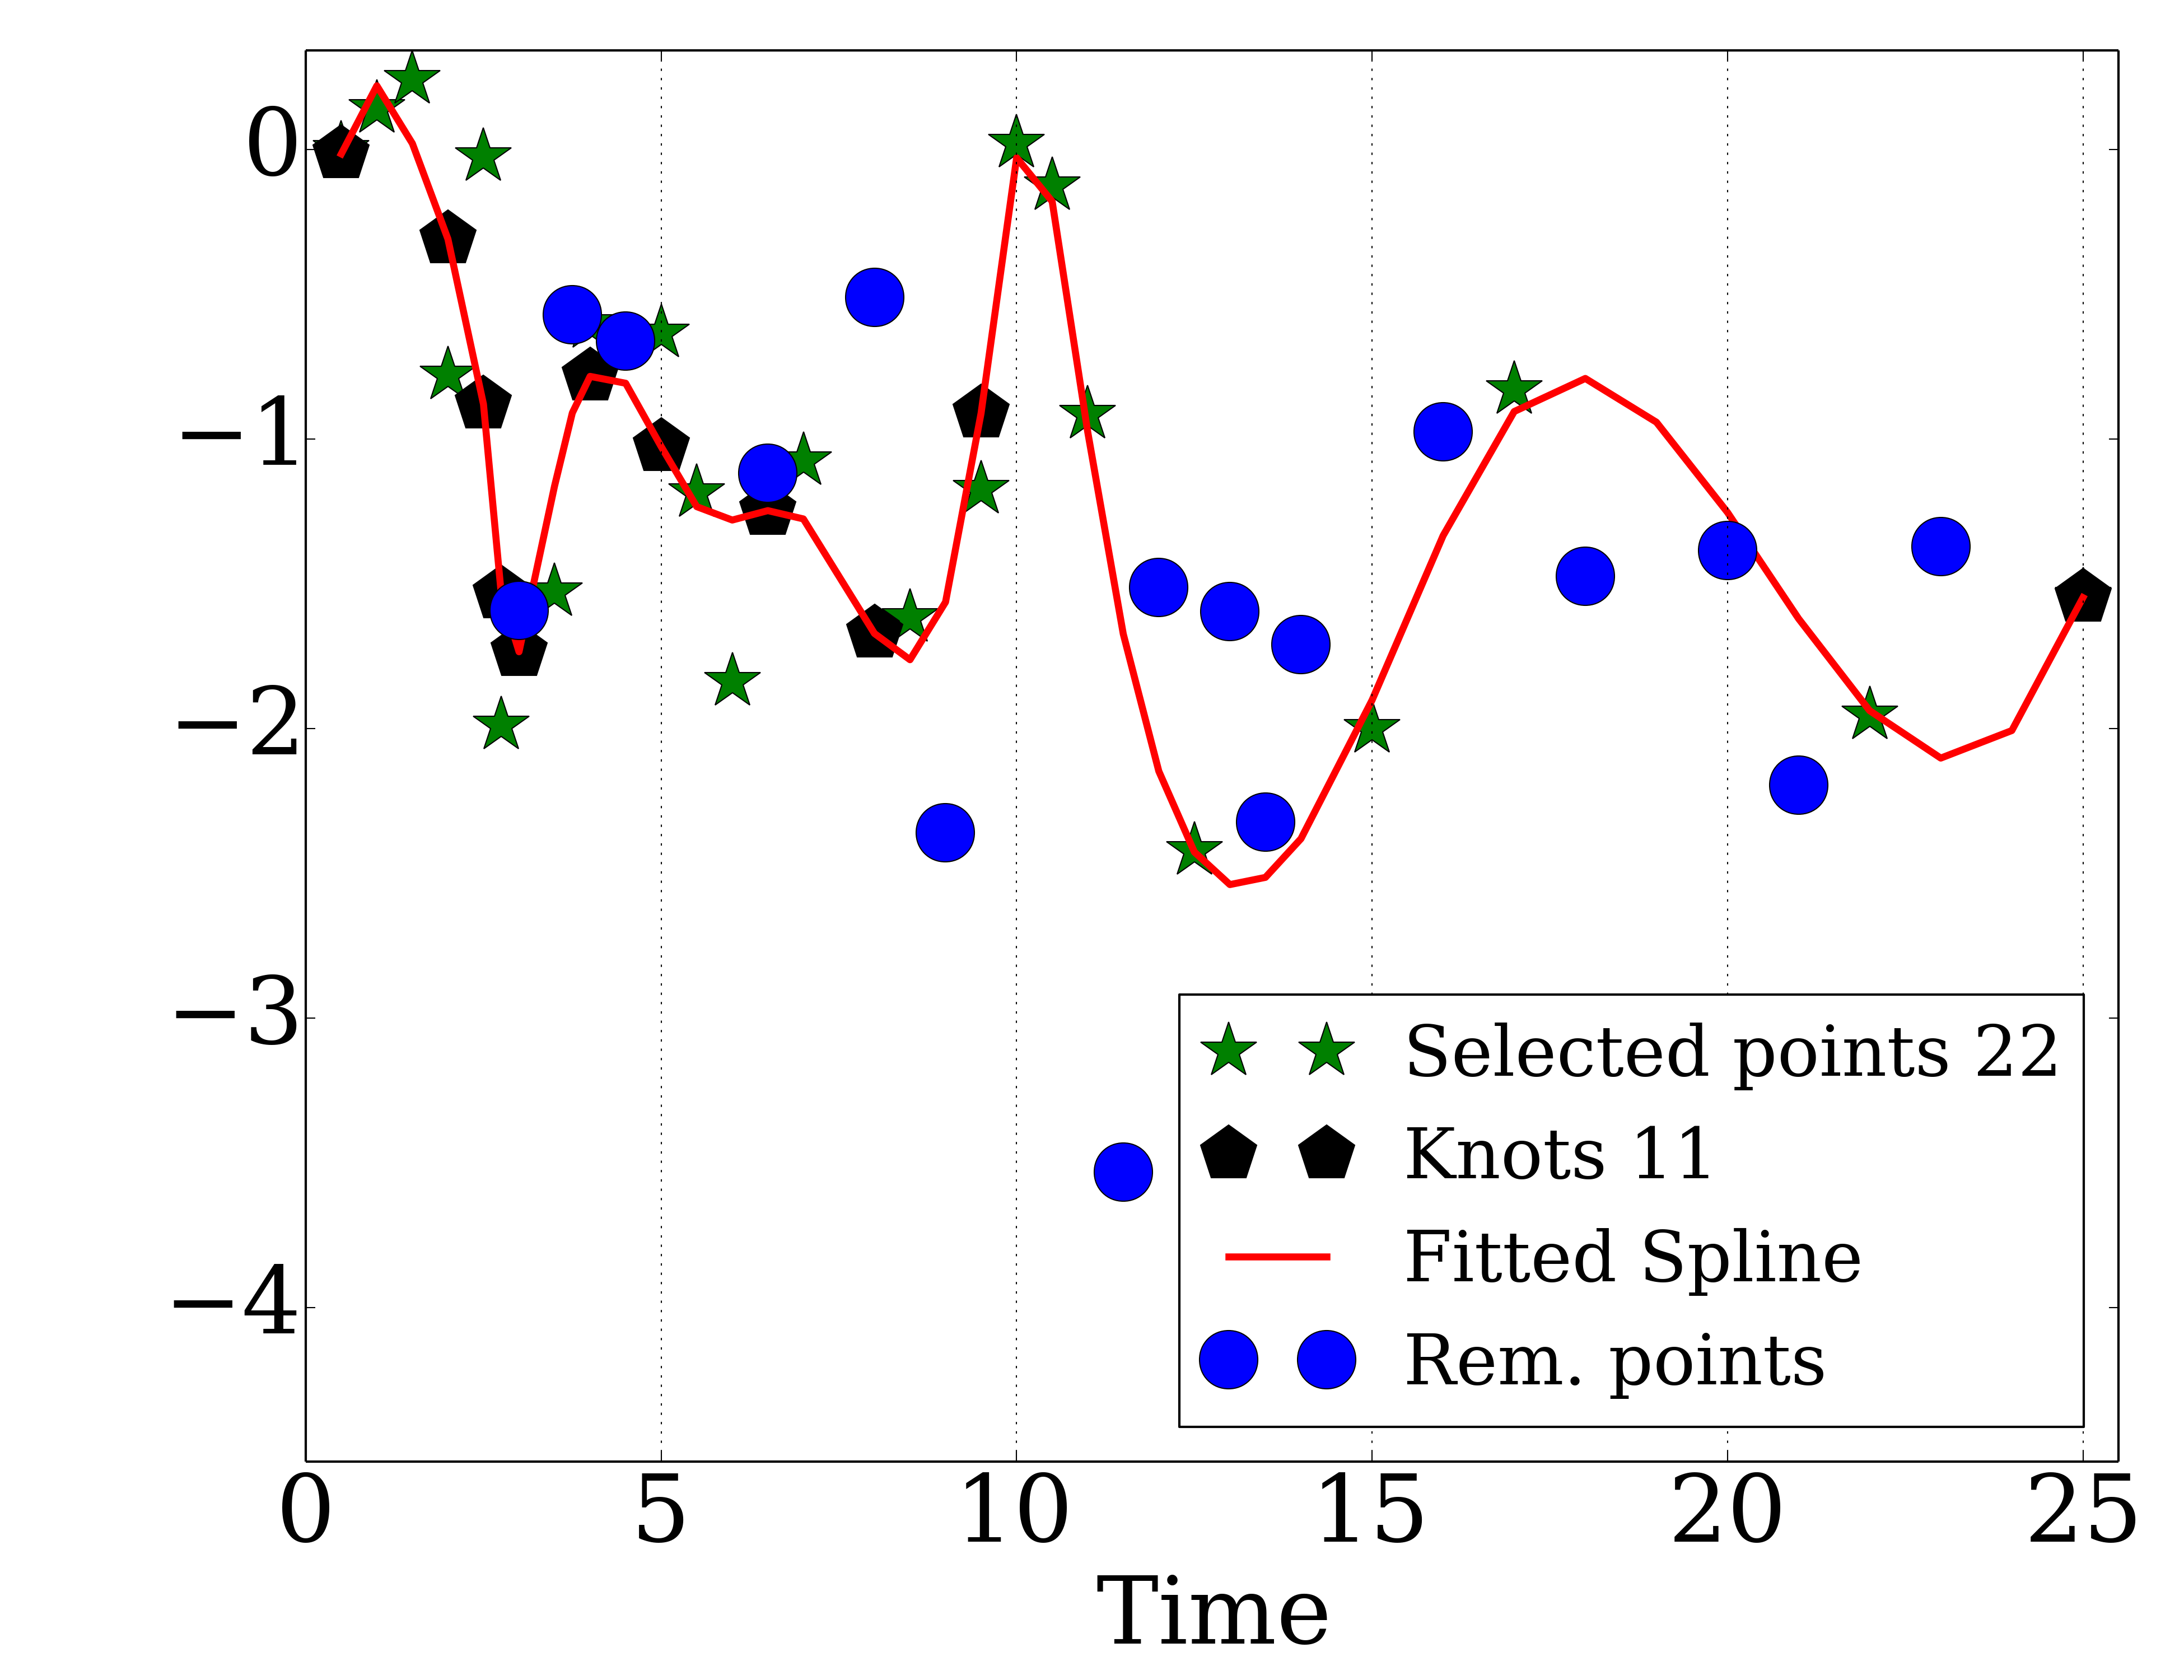 0
−1
−2
−3
−4
Selected points 22
Knots 11
Fitted Spline
Rem. points
0 5 10 15 20 25
Time